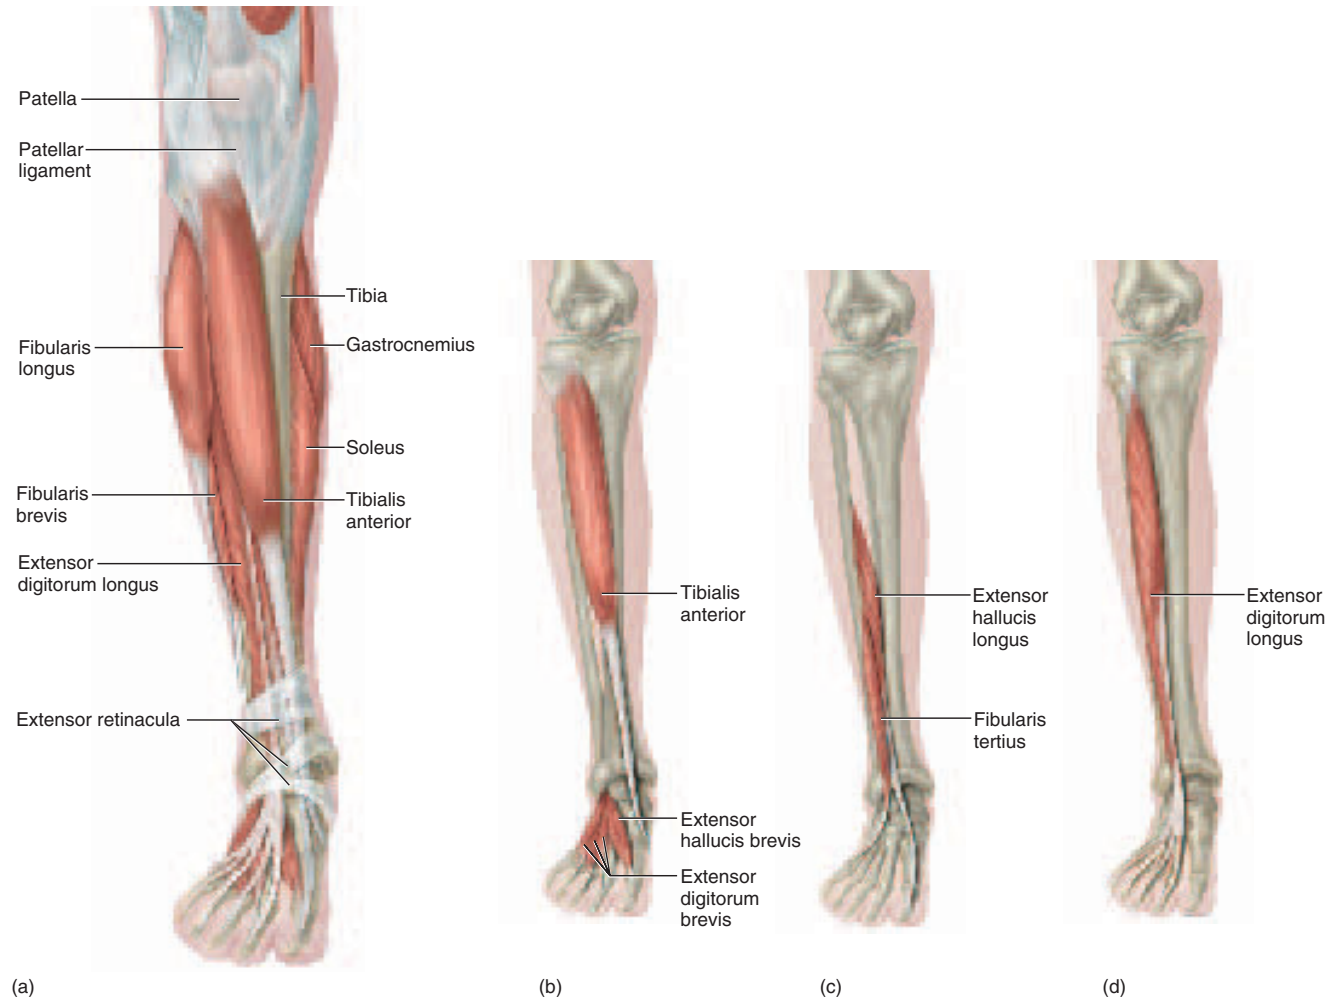 Patella
Patellar
ligament
Tibia
Fibularis
longus
Gastrocnemius
Soleus
Fibularis
brevis
Tibialis
anterior
Extensor
digitorum longus
Extensor retinacula
(a)
Tibialis
anterior
Extensor
hallucis brevis
Extensor
digitorum
brevis
(b)
Extensor
hallucis
longus
Fibularis
tertius
(c)
Extensor
digitorum
longus
(d)